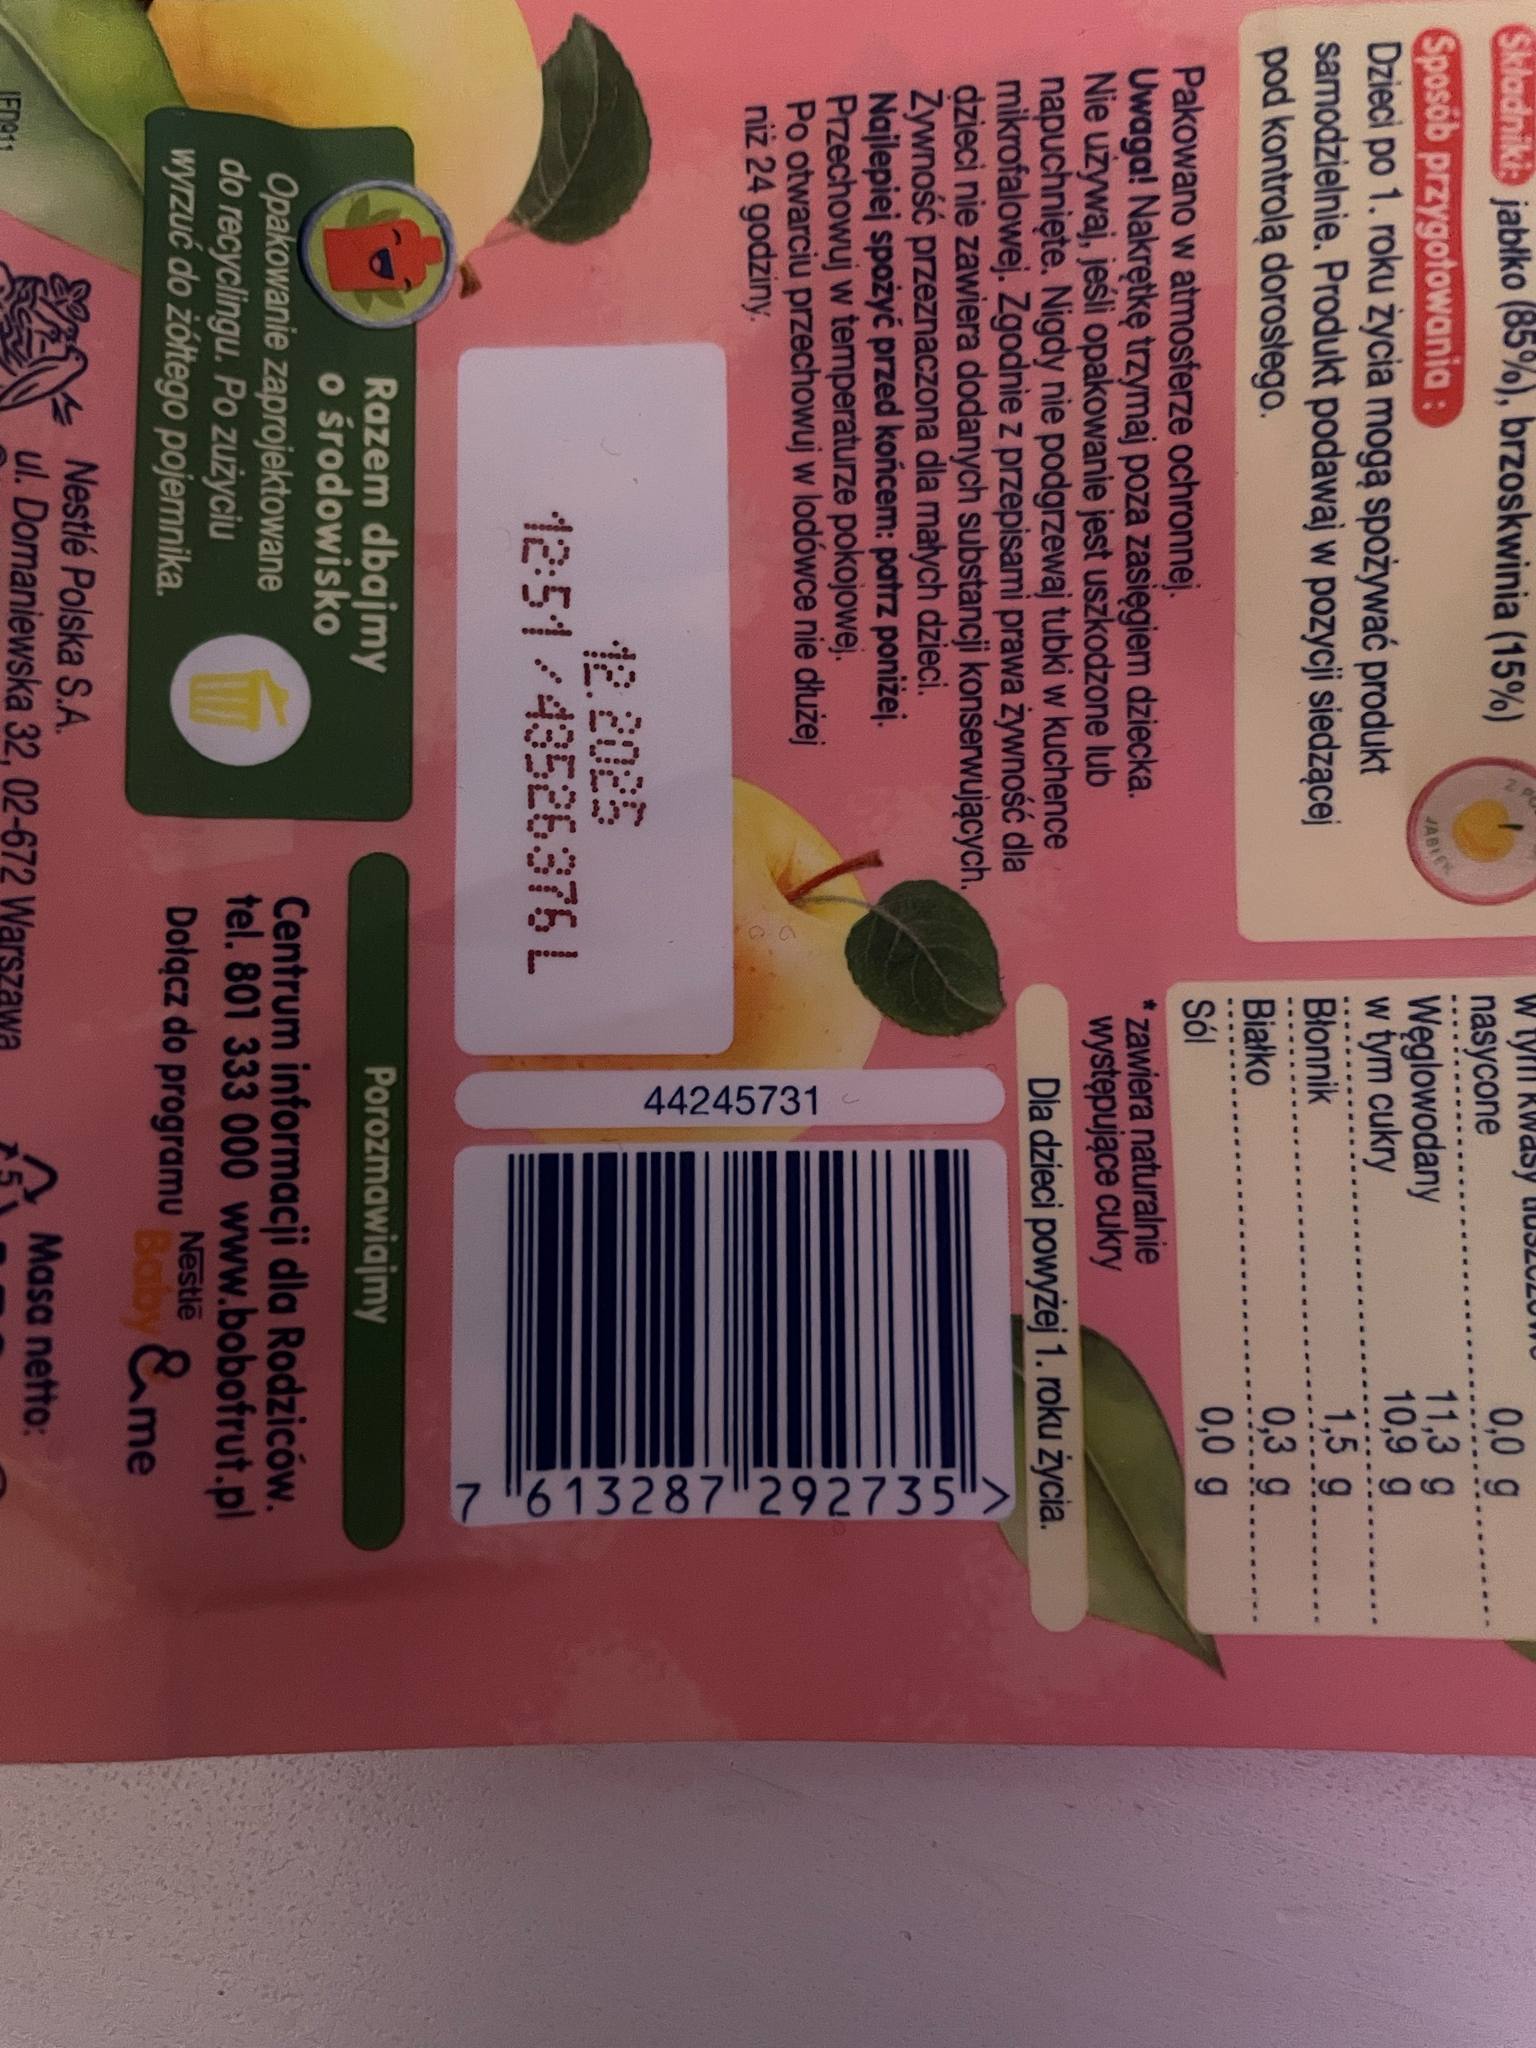 Składniki: jabłko (85%), brzoskwinia (15%)
Sposób przygotowania :
Dzieci po 1. roku życia mogą spożywać produkt
samodzielnie. Produkt podawaj w pozycji siedzącej
pod kontrolą dorosłego.
JABŁEK
Pakowano w atmosferze ochronnej.
Uwaga! Nakrętkę trzymaj poza zasięgiem dziecka.
Nie używaj, jeśli opakowanie jest uszkodzone lub
napuchnięte. Nigdy nie podgrzewaj tubki w kuchence
mikrofalowej. Zgodnie z przepisami prawa żywność dla
dzieci nie zawiera dodanych substancji konserwujących.
Żywność przeznaczona dla małych dzieci.
Najlepiej spożyć przed końcem: patrz poniżej.
Przechowuj w temperaturze pokojowej.
Po otwarciu przechowuj w lodówce nie dłużej
niż 24 godziny.
12.2025
12:51 / 43526376 L
Razem dbajmy
o środowisko
Opakowanie zaprojektowane
do recyclingu. Po zużyciu
wyrzuć do żółtego pojemnika.
Nestlé Polska S.A.
ul. Domaniewska 32, 02-672 Warszawa
w tym kwasy
nasycone 0,0 g
Węglowodany 11,3 g
w tym cukry 10,9 g
Błonnik 1,5 g
Białko 0,3 g
Sól 0,0 g
* zawiera naturalnie
występujące cukry
Dla dzieci powyżej 1. roku życia.
44245731
7 613287 292735 >
Porozmawiajmy
Centrum informacji dla Rodziców.
tel. 801 333 000 www.bobofrut.pl
Dołącz do programu Nestlé Baby & me
Masa netto:
5